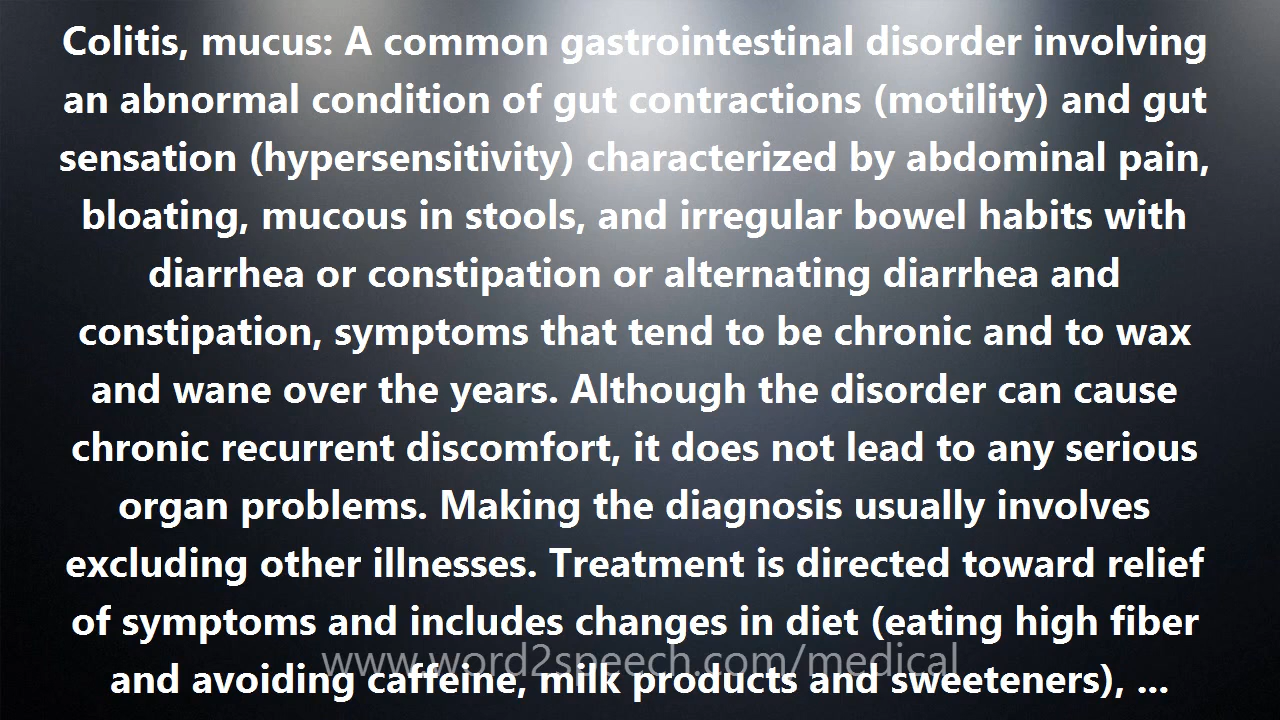 Colitis, mucus: A common gastrointestinal disorder involving
an abnormal condition of gut contractions (motility) and gut
sensation (hypersensitivity) characterized by abdominal pain,
bloating, mucous in stools, and irregular bowel habits with
diarrhea or constipation or alternating diarrhea and
constipation, symptoms that tend to be chronic and to wax
and wane over the years. Although the disorder can cause
chronic recurrent discomfort, it does not lead to any serious
organ problems. Making the diagnosis usually involves
excluding other illnesses. Treatment is directed toward relief
of symptoms and includes changes in diet (eating high fiber
www.word2speech.com/medical
and avoiding caffeine, milk products and sweeteners), ...